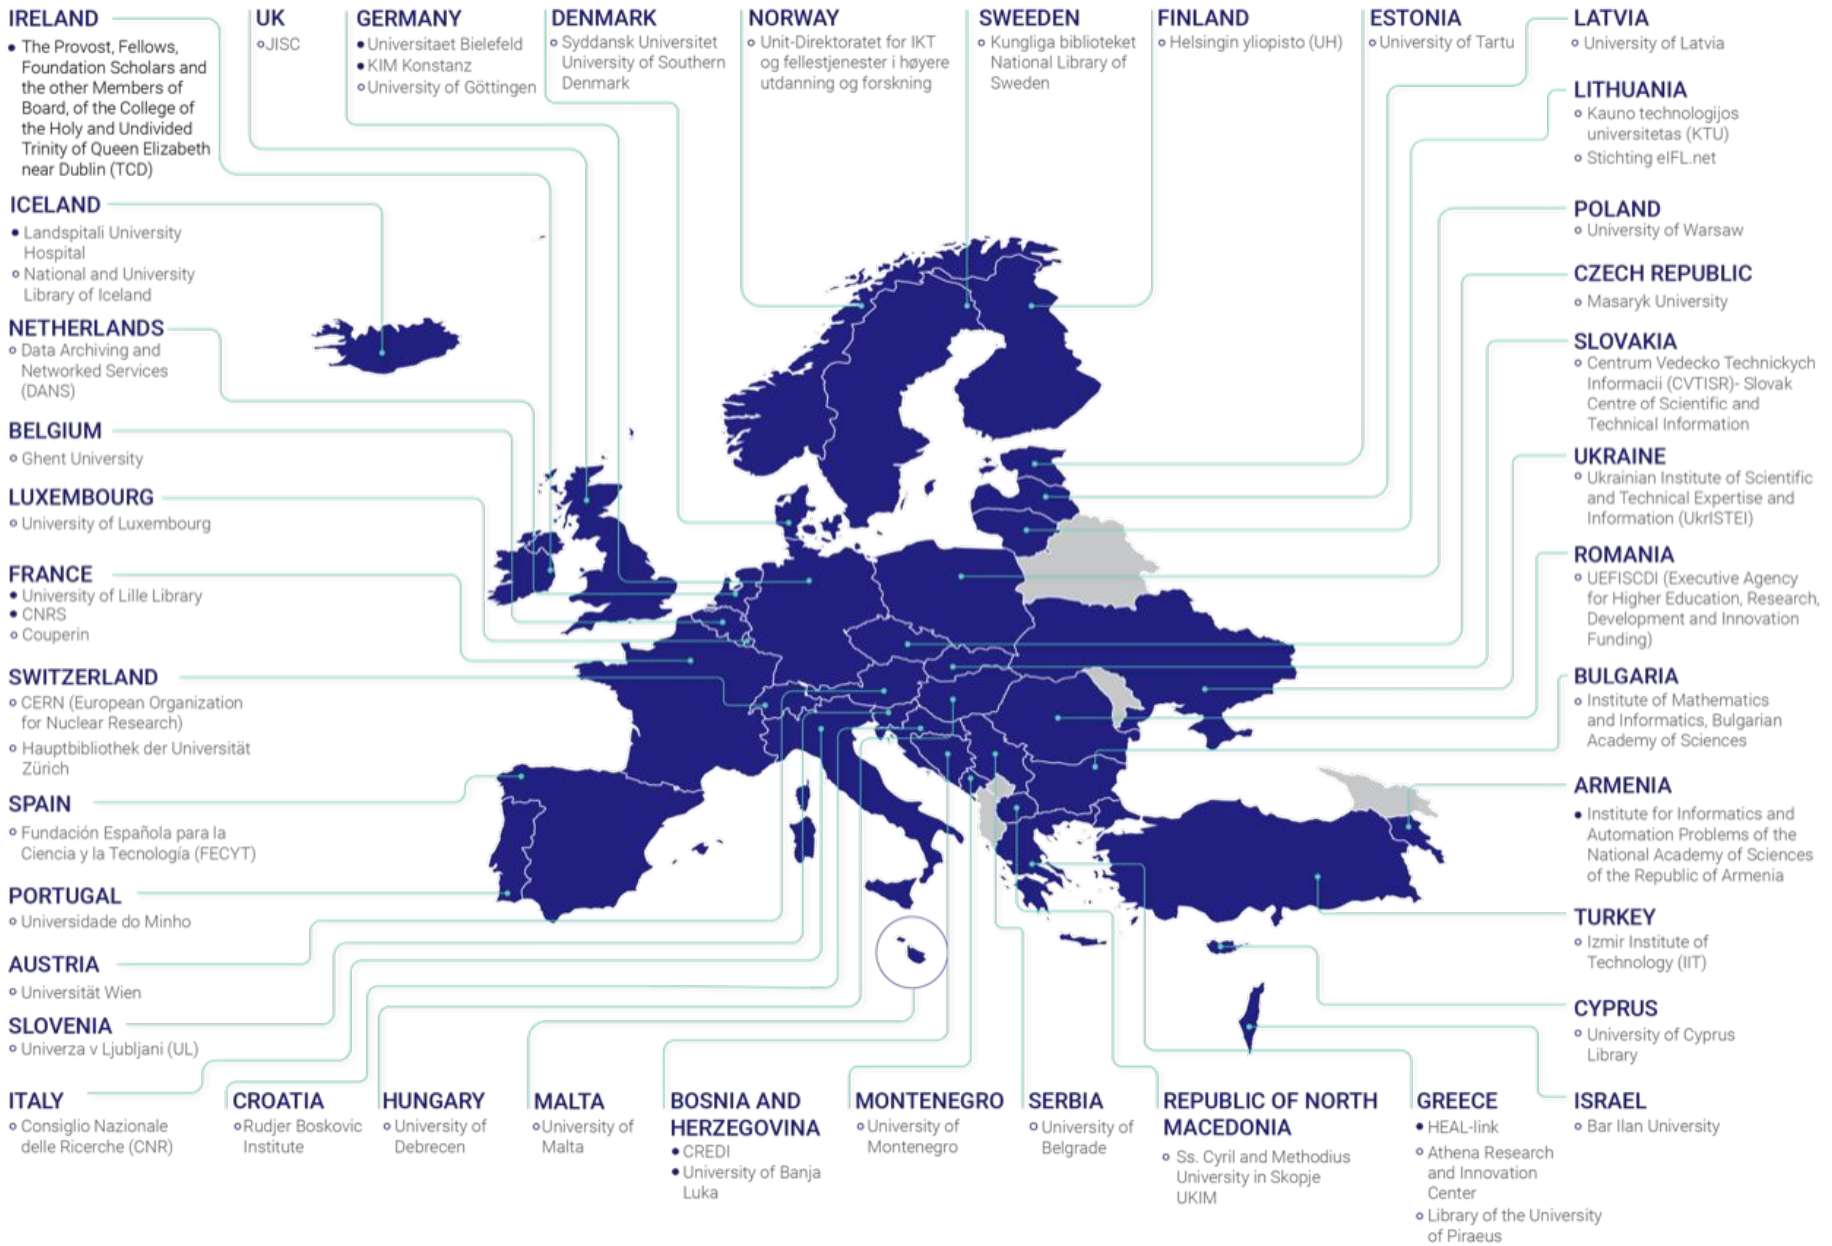 IRELAND
• The Provost, Fellows,
Foundation Scholars and
the other Members of
Board, of the College of
the Holy and Undivided
Trinity of Queen Elizabeth
near Dublin (TCD)
UK
JISC
GERMANY
• Universitaet Bielefeld
• KIM Konstanz
University of Göttingen
DENMARK
Syddansk Universitet
University of Southern
Denmark
NORWAY
Unit-Direktoratet for IKT
og fellestjenester i høyere
utdanning og forskning
SWEEDEN
Kungliga biblioteket
National Library of
Sweden
FINLAND
Helsingin yliopisto (UH)
ESTONIA
University of Tartu
LATVIA
University of Latvia
LITHUANIA
Kauno technologijos
universitetas (KTU)
Stichting eIFL.net
POLAND
University of Warsaw
CZECH REPUBLIC
Masaryk University
SLOVAKIA
Centrum Vedecko Technickych
Informacii (CVTISR)- Slovak
Centre of Scientific and
Technical Information
UKRAINE
Ukrainian Institute of Scientific
and Technical Expertise and
Information (UkrISTEI)
ROMANIA
UEFISCDI (Executive Agency
for Higher Education, Research,
Development and Innovation
Funding)
BULGARIA
Institute of Mathematics
and Informatics, Bulgarian
Academy of Sciences
ARMENIA
• Institute for Informatics and
Automation Problems of the
National Academy of Sciences
of the Republic of Armenia
TURKEY
Izmir Institute of
Technology (IIT)
CYPRUS
University of Cyprus
Library
ISRAEL
Bar Ilan University
ICELAND
• Landspitali University
Hospital
National and University
Library of Iceland
NETHERLANDS
Data Archiving and
Networked Services
(DANS)
BELGIUM
Ghent University
LUXEMBOURG
University of Luxembourg
FRANCE
• University of Lille Library
• CNRS
Couperin
SWITZERLAND
CERN (European Organization
for Nuclear Research)
Hauptbibliothek der Universität
Zürich
SPAIN
Fundación Española para la
Ciencia y la Tecnología (FECYT)
PORTUGAL
Universidade do Minho
AUSTRIA
Universität Wien
SLOVENIA
Univerza v Ljubljani (UL)
ITALY
Consiglio Nazionale
delle Ricerche (CNR)
CROATIA
Rudjer Boskovic
Institute
HUNGARY
University of
Debrecen
MALTA
University of
Malta
BOSNIA AND
HERZEGOVINA
• CREDI
• University of Banja
Luka
MONTENEGRO
University of
Montenegro
SERBIA
University of
Belgrade
REPUBLIC OF NORTH
MACEDONIA
Ss. Cyril and Methodius
University in Skopje
UKIM
GREECE
• HEAL-link
Athena Research
and Innovation
Center
Library of the University
of Piraeus